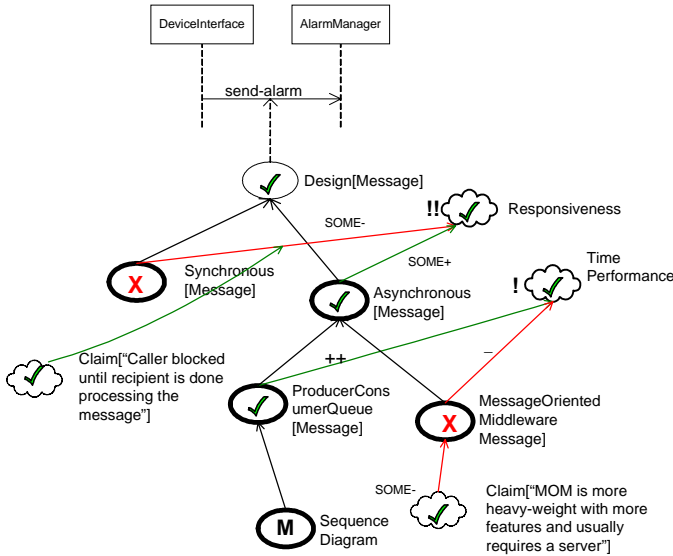 DeviceInterface
AlarmManager
send-alarm
Design[Message]
SOME-
!!
Responsiveness
X
Synchronous
[Message]
SOME+
Asynchronous
[Message]
!
Time
Performance
Claim["Caller blocked
until recipient is done
processing the
message"]
++
–
ProducerCons
umerQueue
[Message]
X
MessageOriented
Middleware
Message]
M
Sequence
Diagram
SOME-
Claim["MOM is more
heavy-weight with more
features and usually
requires a server"]